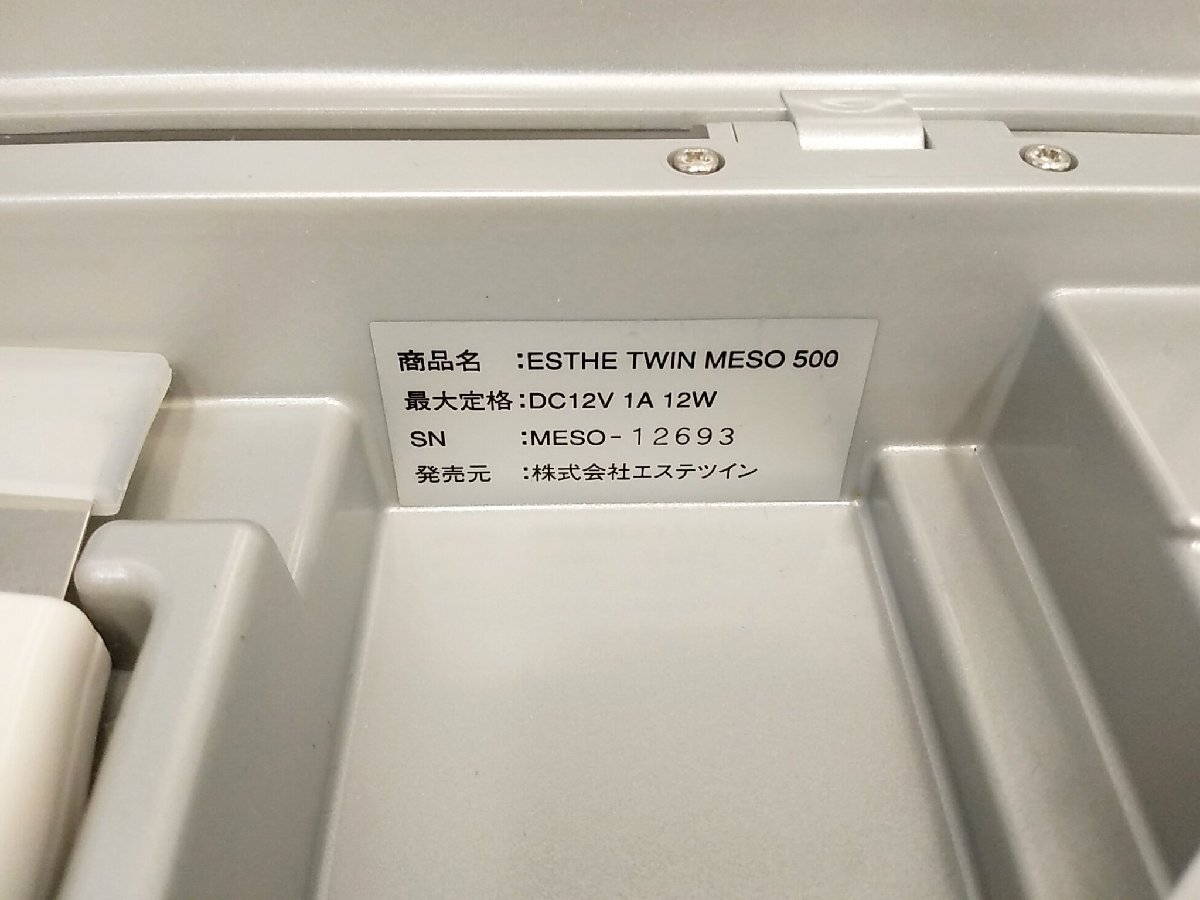 商品名 :ESTHE TWIN MESO 500
最大定格:DC12V 1A 12W
SN :MESO-12693
発売元 :株式会社エステツイン